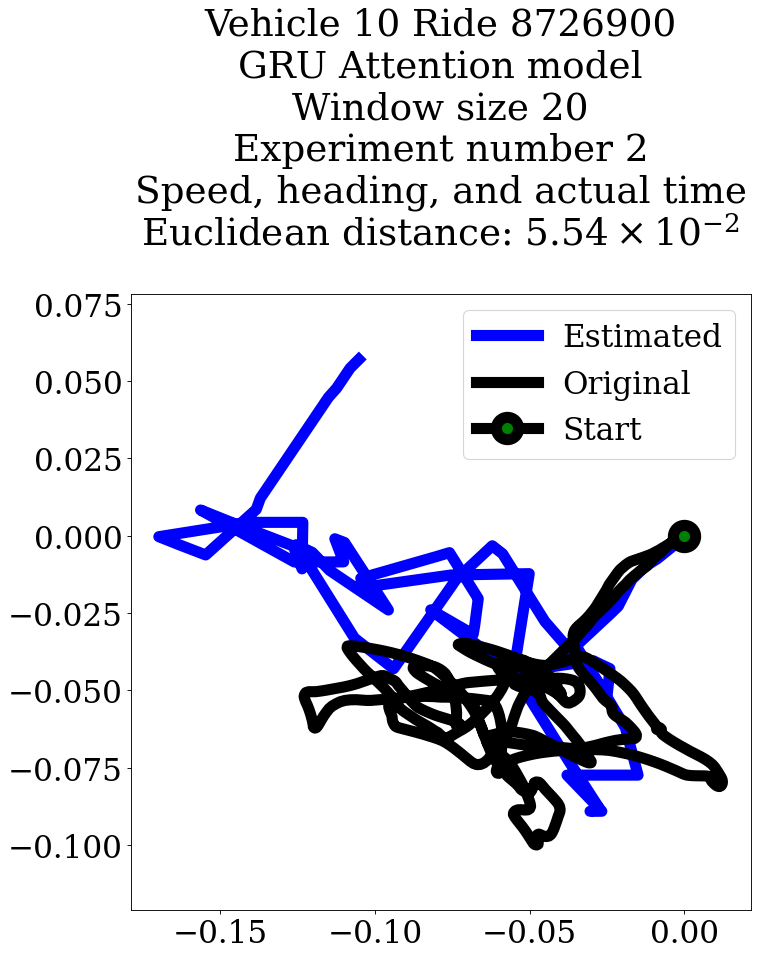 Vehicle 10 Ride 8726900
GRU Attention model
Window size 20
Experiment number 2
Speed, heading, and actual time
Euclidean distance: 5.54 × 10⁻²
0.075
0.050
0.025
0.000
−0.025
−0.050
−0.075
−0.100
Estimated
Original
Start
−0.15 −0.10 −0.05 0.00